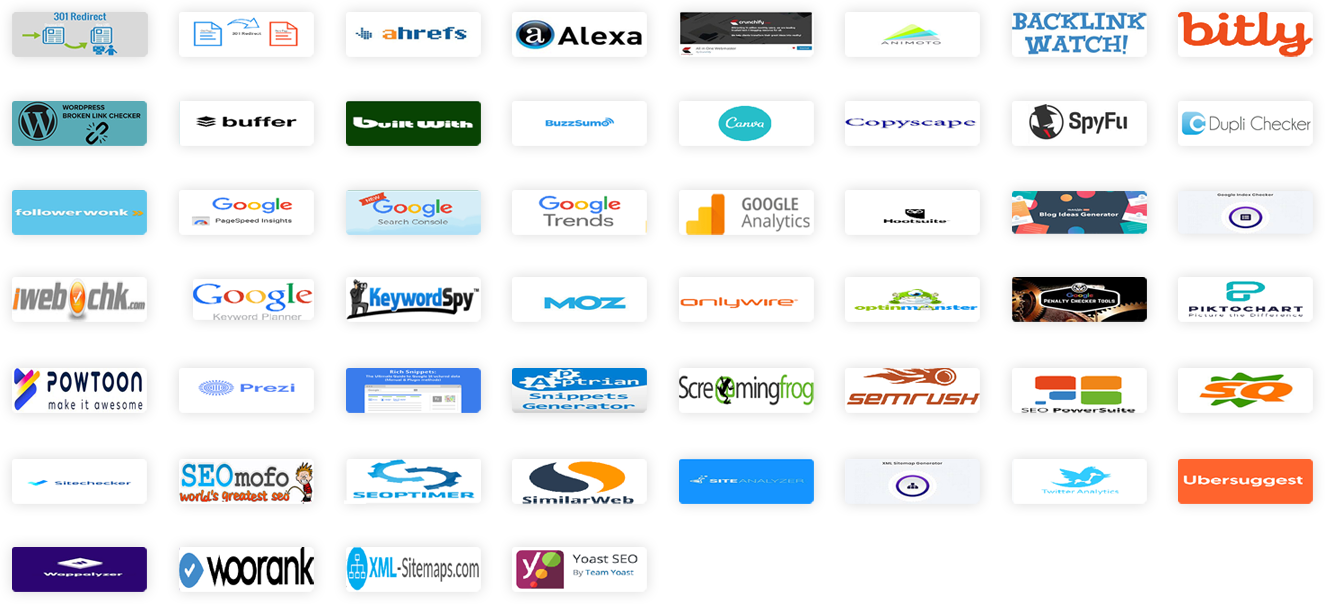 301 Redirect
301 Redirect
ahrefs
a Alexa
crunchify
ANIMOTO
BACKLINK
WATCH!
bitly
WORDPRESS
BROKEN LINK CHECKER
buffer
Built With
BuzzSumo
Canva
Copyscape
SpyFu
Dupli Checker
followerwonk
Google
PageSpeed Insights
NEW
Google
Search Console
Google
Trends
GOOGLE
Analytics
Hootsuite
Blog Ideas Generator
Google Index Checker
iwebchk.com
Google
Keyword Planner
KeywordSpy™
MOZ
onlywire
optinmonster
Google
PENALTY CHECKER TOOLS
PIKTOCHART
Picture the Difference
POWTOON
make it awesome
Prezi
Rich Snippets:
Apptrian
Snippets
Generator
Screamingfrog
semrush
SEO PowerSuite
SQ
Sitechecker
SEOmofo
world's greatest seo
SEOPTIMER
SimilarWeb
SITEANALYZER
XML Sitemap Generator
Twitter Analytics
Ubersuggest
Wappalyzer
woorank
XML-Sitemaps.com
Yoast SEO
By Team Yoast